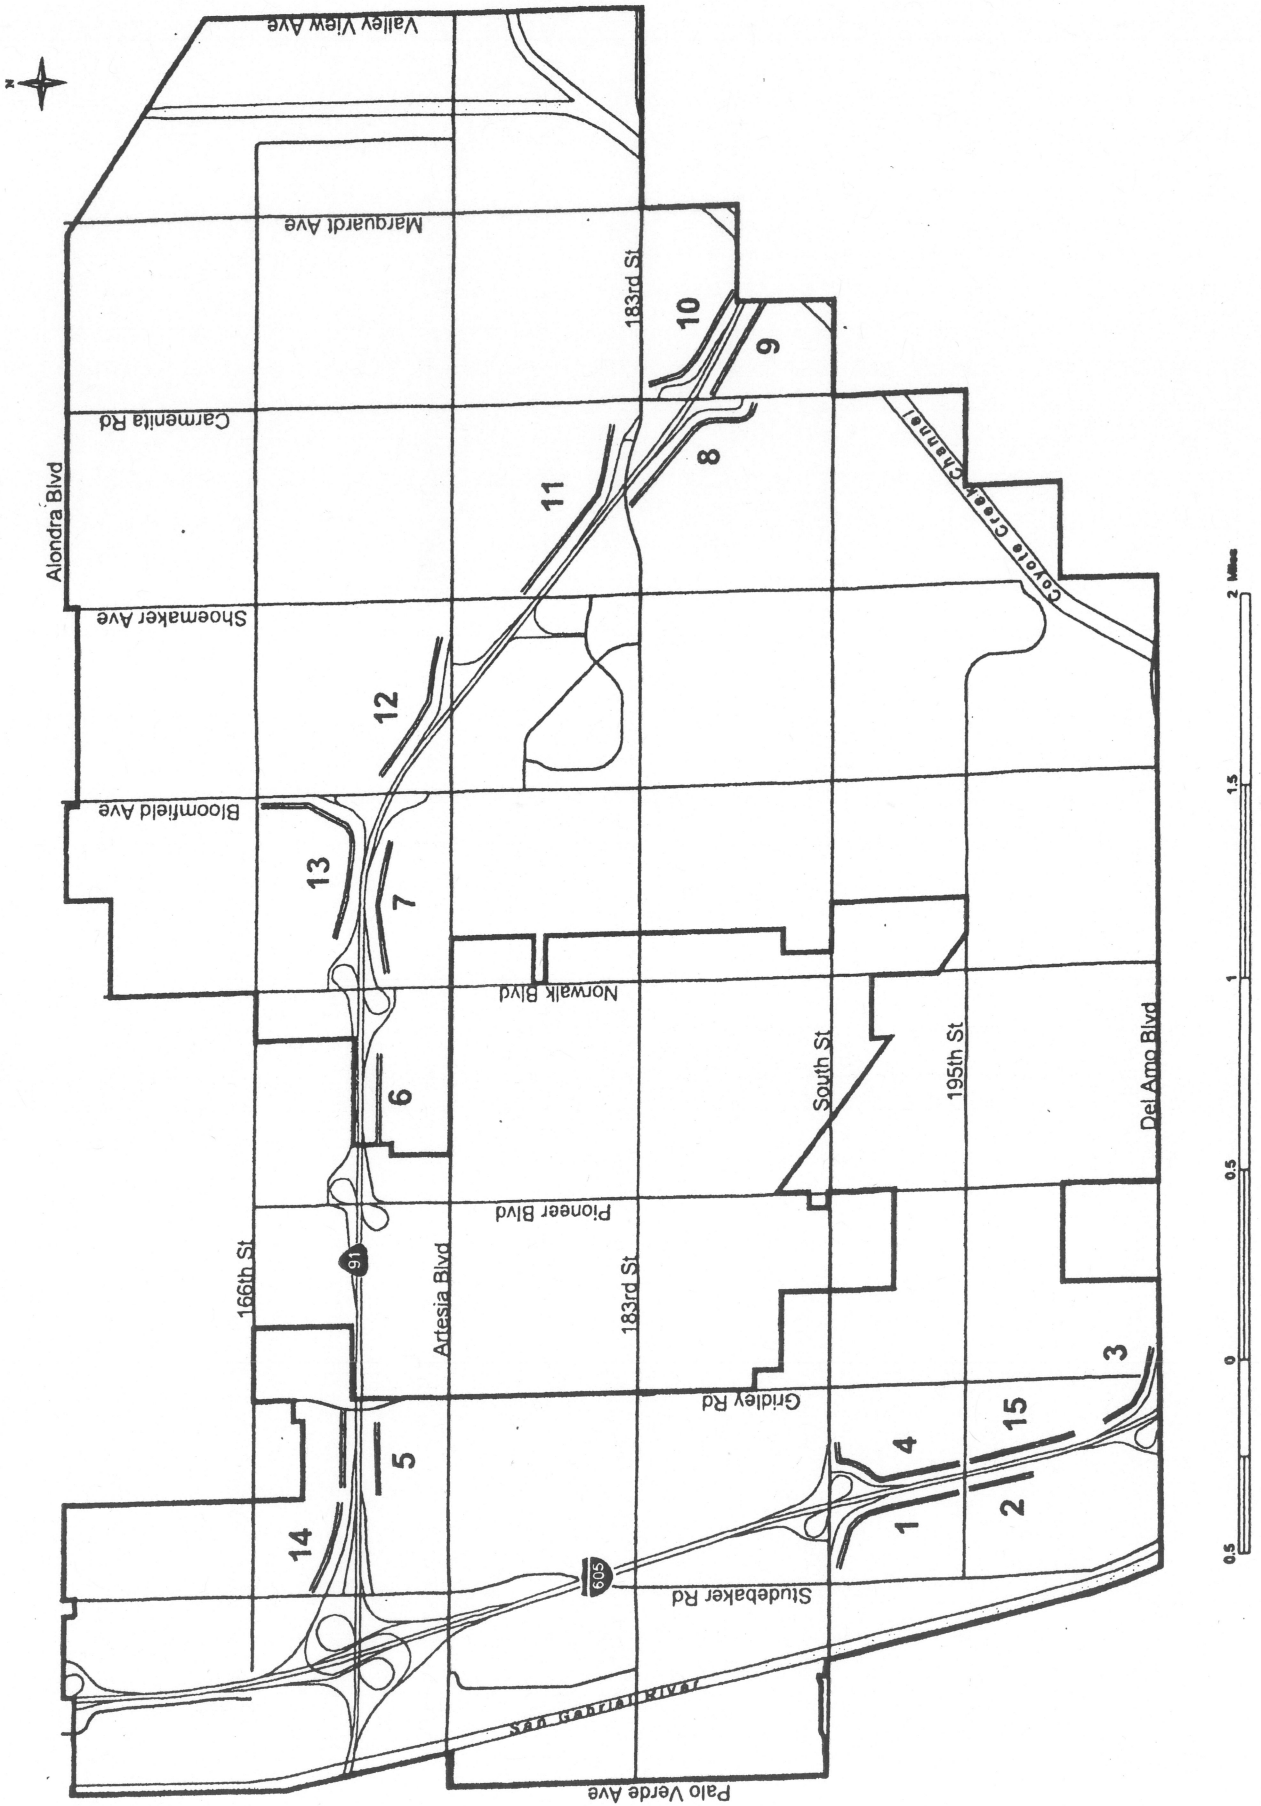 N
Valley View Ave
Marquardt Ave
183rd St
10
9
Carmenita Rd
8
11
Alondra Blvd
Coyote Creek Channel
Shoemaker Ave
12
Bloomfield Ave
13
7
Norwalk Blvd
South St
195th St
Del Amo Blvd
6
Pioneer Blvd
166th St
91
Artesia Blvd
183rd St
Gridley Rd
3
15
4
5
14
1
2
605
Studebaker Rd
San Gabriel River
Palo Verde Ave
0.5
0
0.5
1
1.5
2
Miles